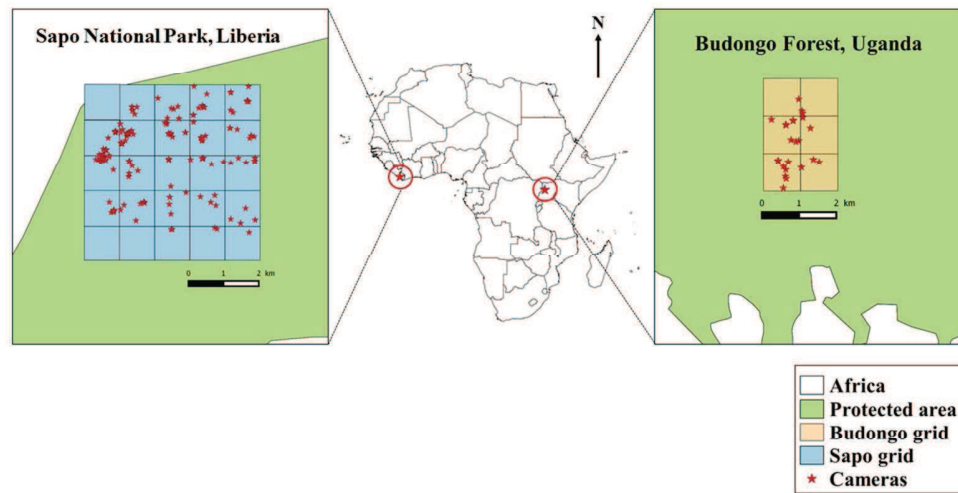 Sapo National Park, Liberia
0 1 2 km
N
Budongo Forest, Uganda
0 1 2 km
Africa
Protected area
Budongo grid
Sapo grid
Cameras